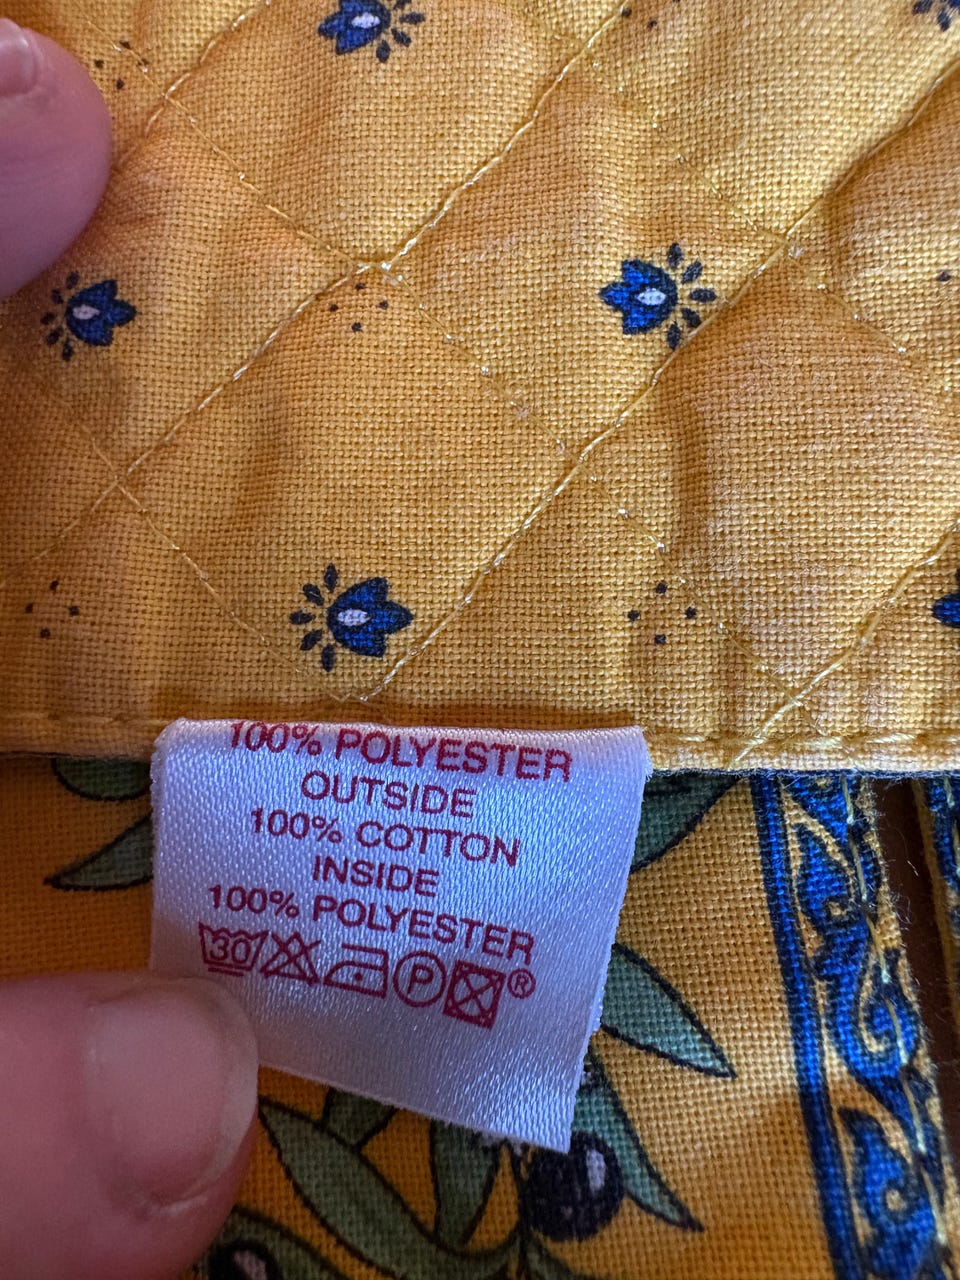 100% POLYESTER
OUTSIDE
100% COTTON
INSIDE
100% POLYESTER
30 P ®